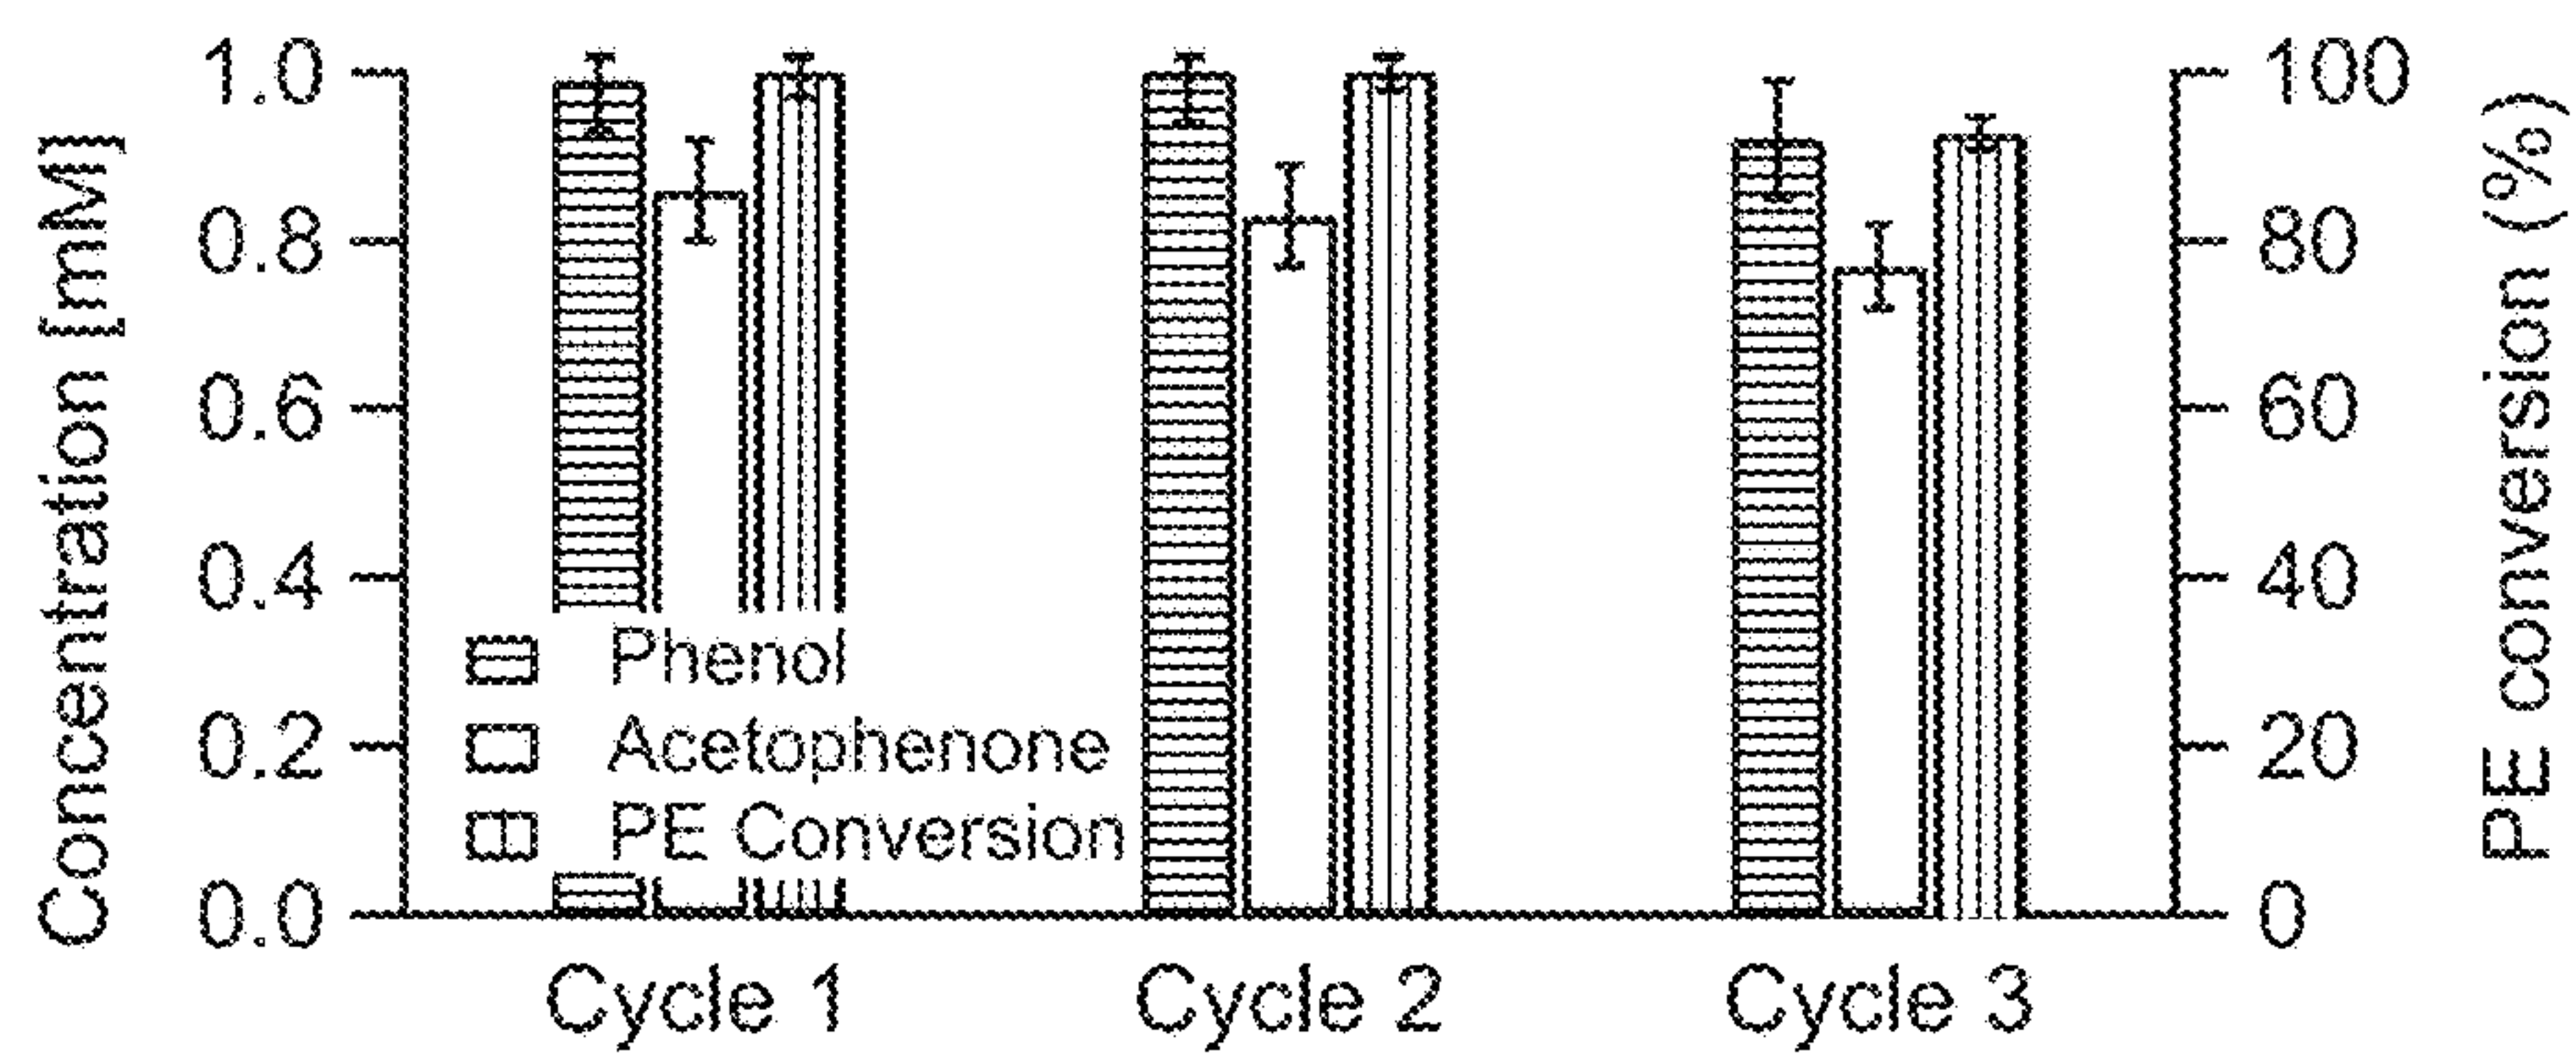 Concentration [mM]
1.0
0.8
0.6
0.4
0.2
0.0
Phenol
Acetophenone
PE Conversion
Cycle 1
Cycle 2
Cycle 3
100
80
60
40
20
0
PE conversion (%)